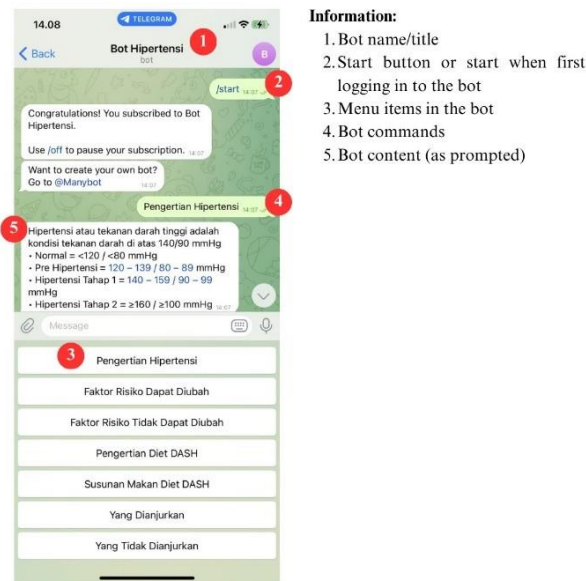 14.08
TELEGRAM
Back
Bot Hipertensi
bot
B
1
/start 14:07
2
Congratulations! You subscribed to Bot
Hipertensi.
Use /off to pause your subscription. 14:07
Want to create your own bot?
Go to @Manybot 14:07
Pengertian Hipertensi 14:07
4
5
Hipertensi atau tekanan darah tinggi adalah
kondisi tekanan darah di atas 140/90 mmHg
• Normal = <120 / <80 mmHg
• Pre Hipertensi = 120 – 139 / 80 – 89 mmHg
• Hipertensi Tahap 1 = 140 – 159 / 90 – 99
mmHg
• Hipertensi Tahap 2 = ≥160 / ≥100 mmHg 14:07
Message
3
Pengertian Hipertensi
Faktor Risiko Dapat Diubah
Faktor Risiko Tidak Dapat Diubah
Pengertian Diet DASH
Susunan Makan Diet DASH
Yang Dianjurkan
Yang Tidak Dianjurkan
Information:
1. Bot name/title
2. Start button or start when first
logging in to the bot
3. Menu items in the bot
4. Bot commands
5. Bot content (as prompted)